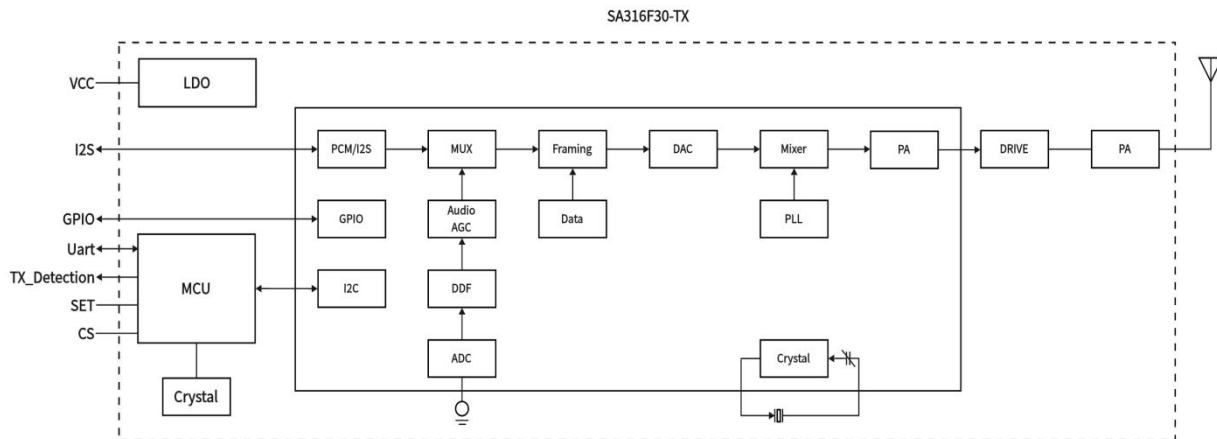 SA316F30-TX
VCC
LDO
I2S
PCM/I2S
MUX
Framing
DAC
Mixer
PA
DRIVE
PA
GPIO
GPIO
Audio
AGC
Data
PLL
Uart
TX_Detection
MCU
I2C
DDF
SET
CS
ADC
Crystal
Crystal